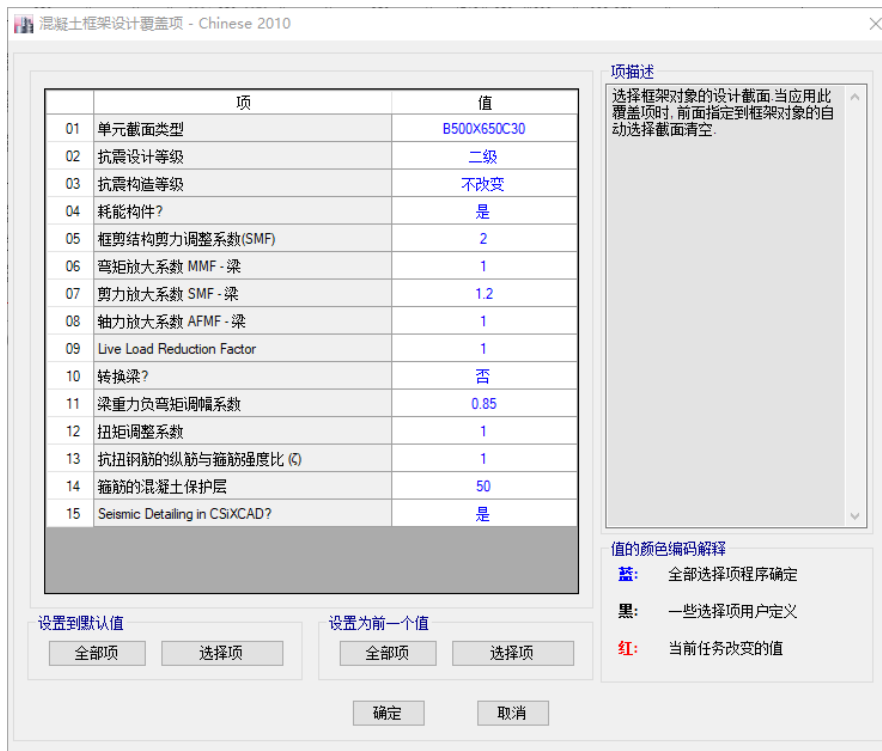 混凝土框架设计覆盖项 - Chinese 2010
项 值
01 单元截面类型 B500X650C30
02 抗震设计等级 二级
03 抗震构造等级 不改变
04 耗能构件? 是
05 框剪结构剪力调整系数(SMF) 2
06 弯矩放大系数 MMF - 梁 1
07 剪力放大系数 SMF - 梁 1.2
08 轴力放大系数 AFMF - 梁 1
09 Live Load Reduction Factor 1
10 转换梁? 否
11 梁重力负弯矩调幅系数 0.85
12 扭矩调整系数 1
13 抗扭钢筋的纵筋与箍筋强度比 (ζ) 1
14 箍筋的混凝土保护层 50
15 Seismic Detailing in CSiXCAD? 是
项描述
选择框架对象的设计截面.当应用此
覆盖项时, 前面指定到框架对象的自
动选择截面清空.
值的颜色编码解释
蓝: 全部选择项程序确定
黑: 一些选择项用户定义
红: 当前任务改变的值
设置到默认值
全部项 选择项
设置为前一个值
全部项 选择项
确定 取消